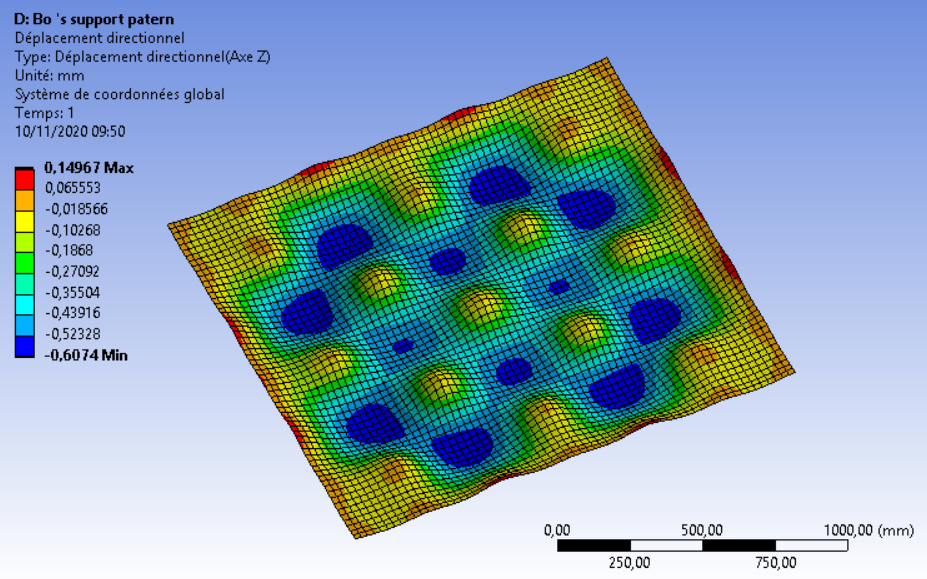 D: Bo 's support patern
Déplacement directionnel
Type: Déplacement directionnel(Axe Z)
Unité: mm
Système de coordonnées global
Temps: 1
10/11/2020 09:50
0,14967 Max
0,065553
-0,018566
-0,10268
-0,1868
-0,27092
-0,35504
-0,43916
-0,52328
-0,6074 Min
0,00 500,00 1000,00 (mm)
250,00 750,00